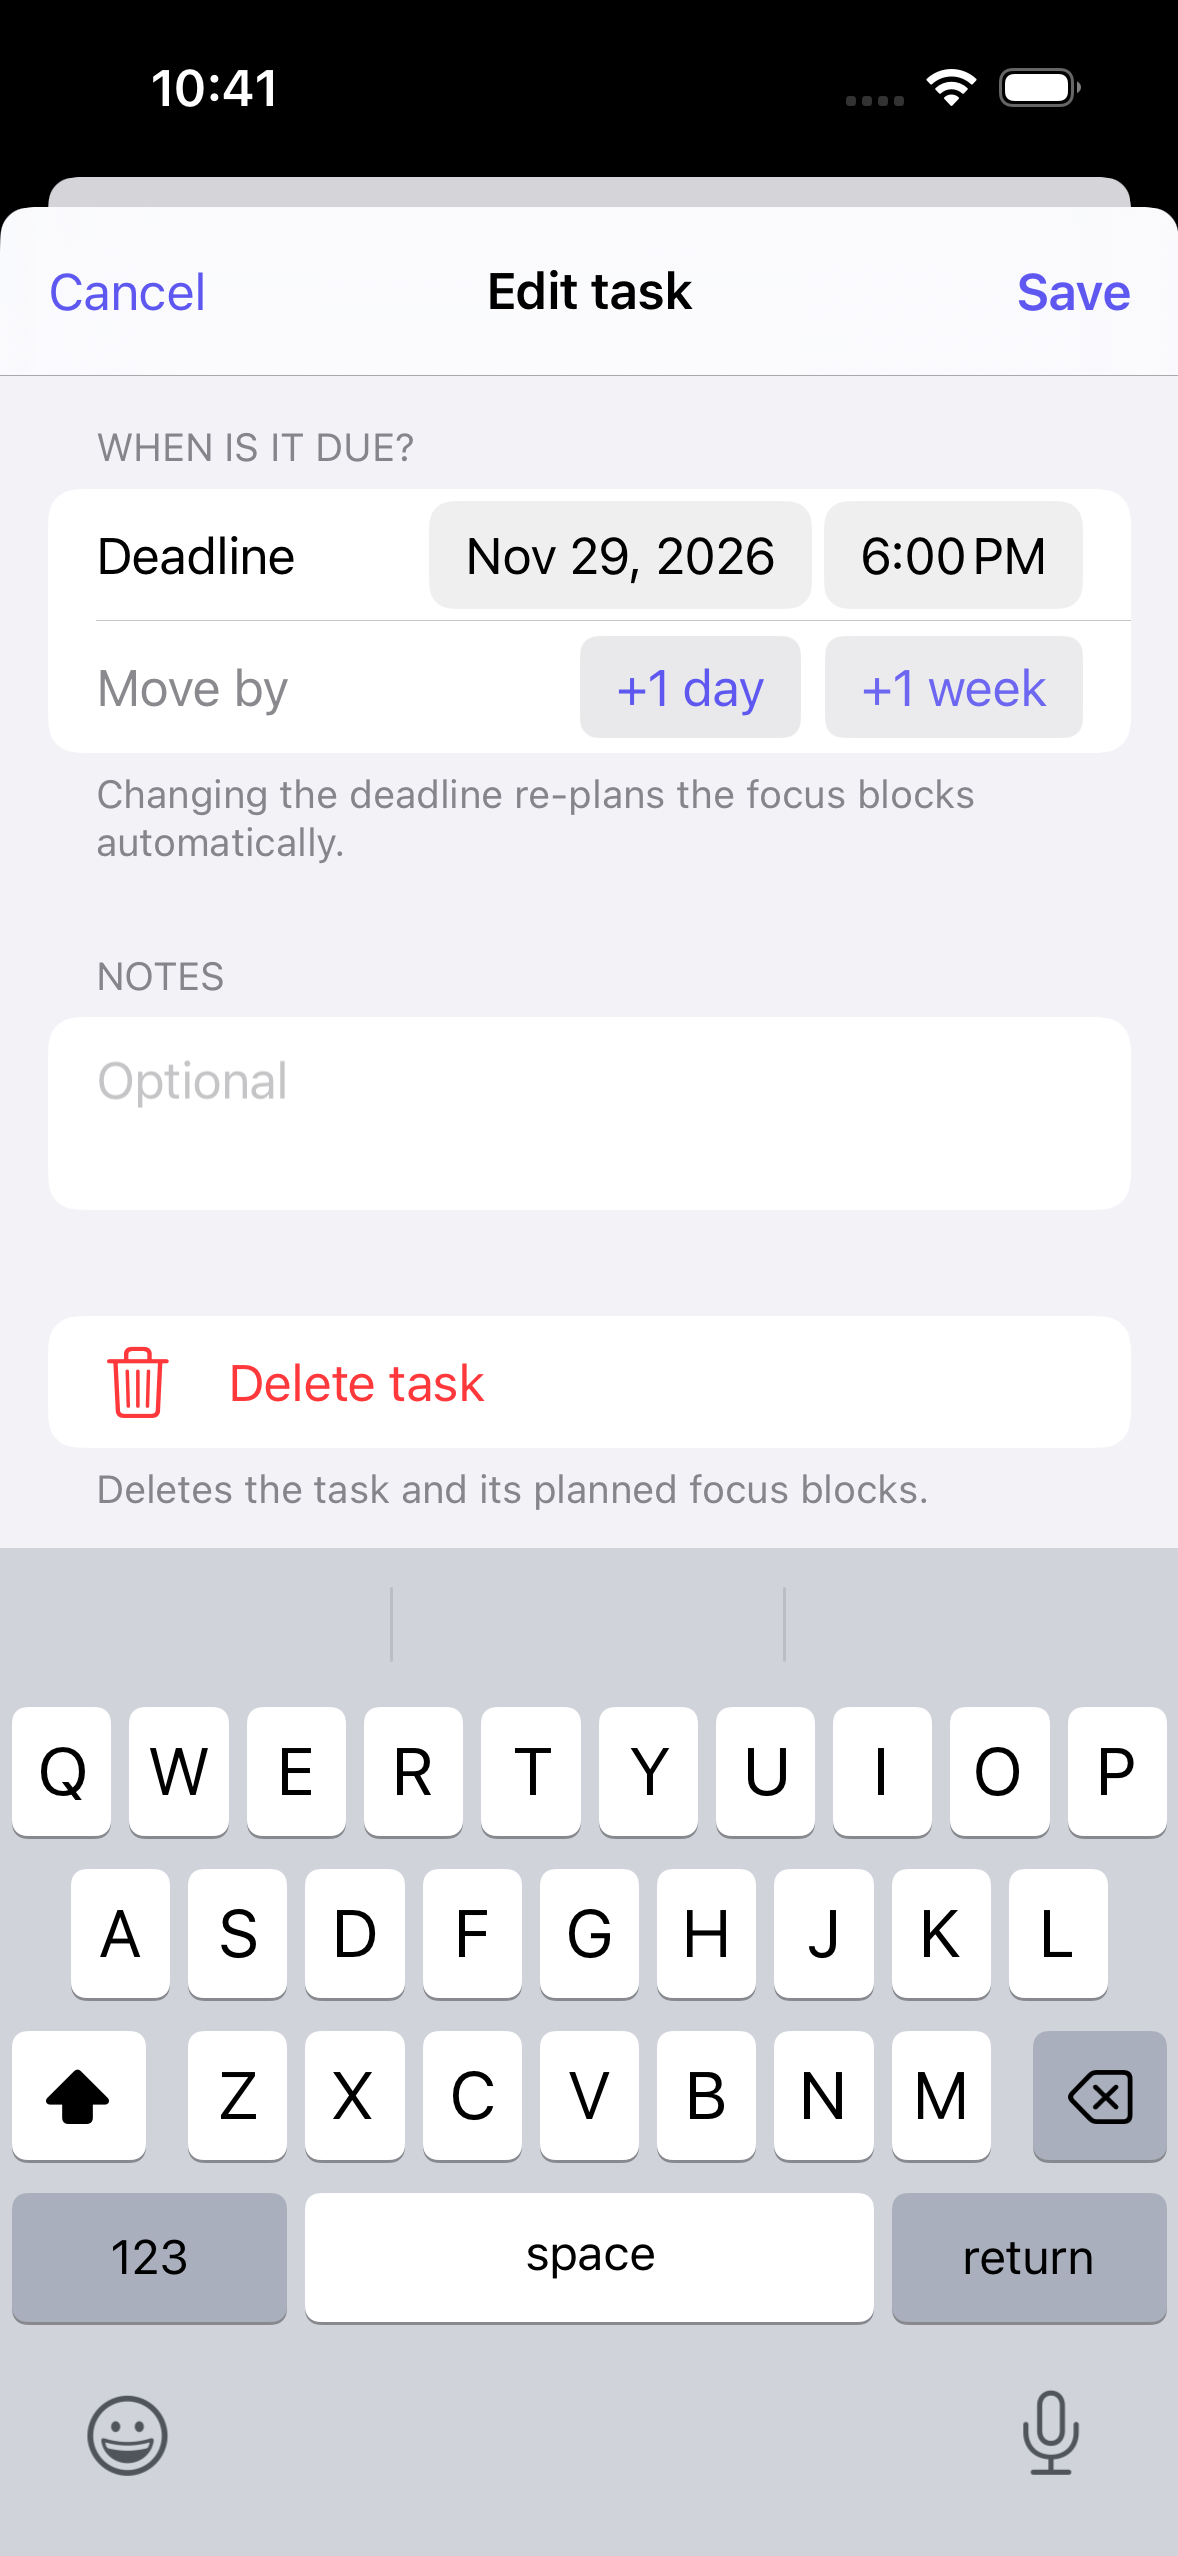 10:41
Cancel
Edit task
Save
WHEN IS IT DUE?
Deadline
Nov 29, 2026
6:00 PM
Move by
+1 day
+1 week
Changing the deadline re-plans the focus blocks
automatically.
NOTES
Optional
Delete task
Deletes the task and its planned focus blocks.
Q W E R T Y U I O P
A S D F G H J K L
Z X C V B N M
123
space
return